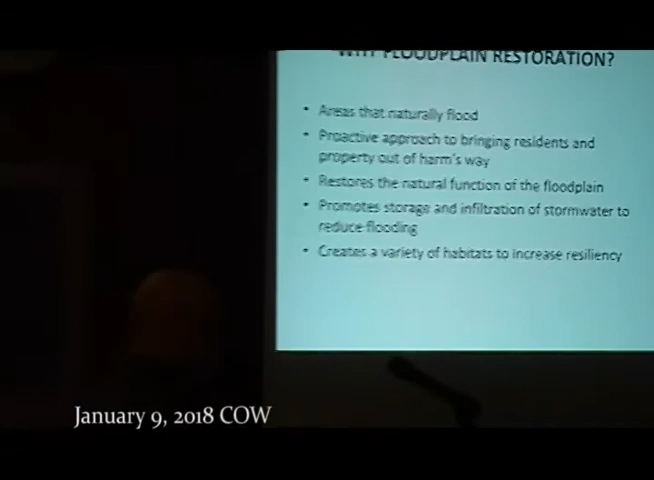 WHY FLOODPLAIN RESTORATION?
• Areas that naturally flood
• Proactive approach to bringing residents and
property out of harm's way
• Restores the natural function of the floodplain
• Promotes storage and infiltration of stormwater to
reduce flooding
• Creates a variety of habitats to increase resiliency
January 9, 2018 COW